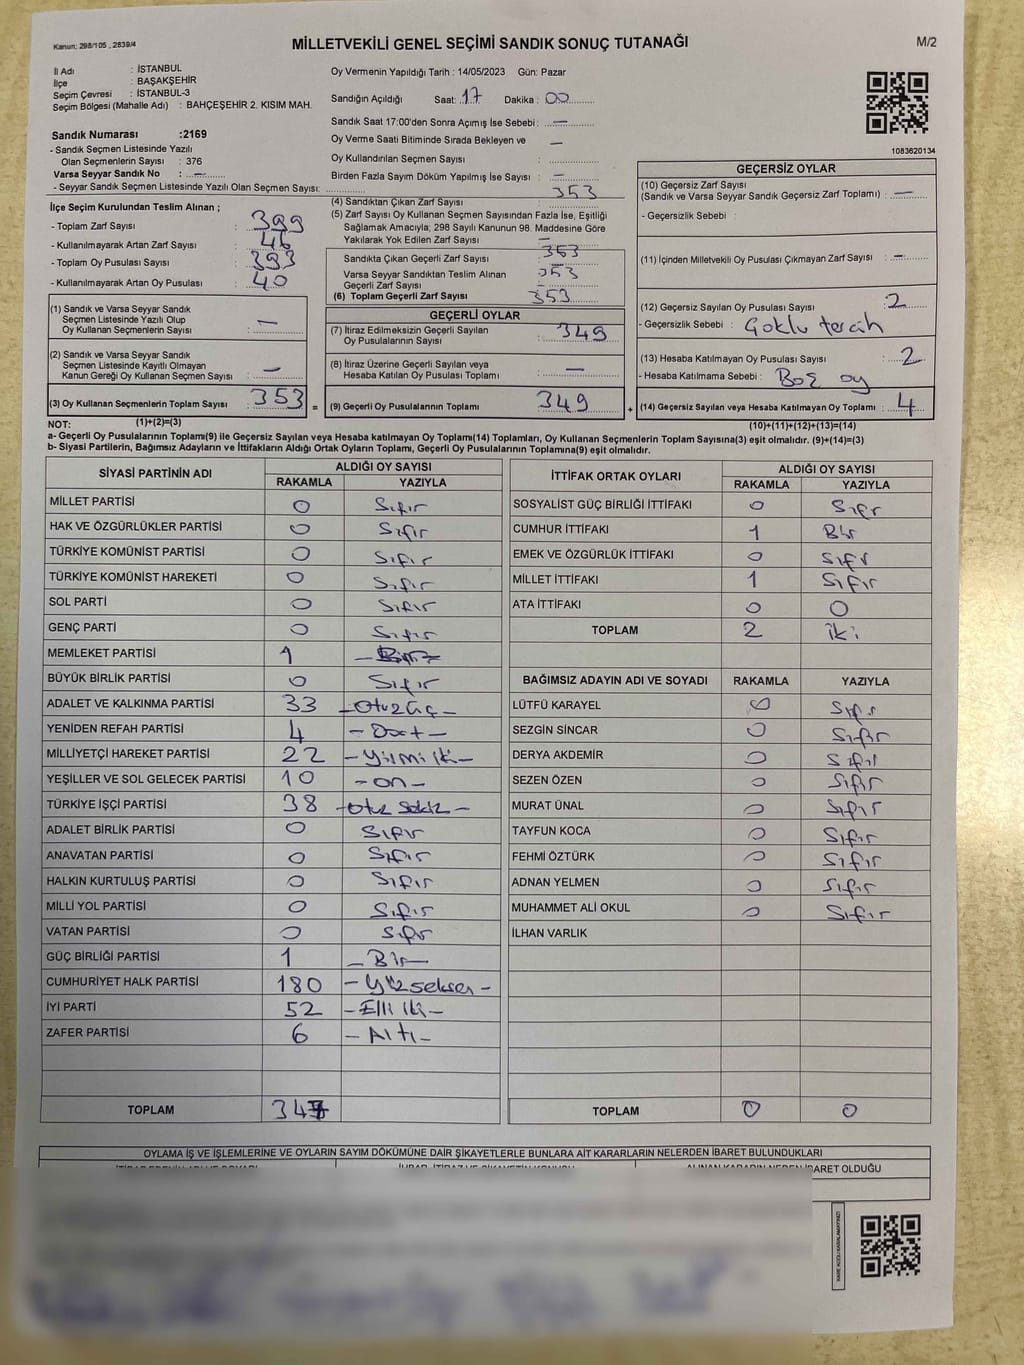 Kanun; 298/105 , 2839/4
MİLLETVEKİLİ GENEL SEÇİMİ SANDIK SONUÇ TUTANAĞI
M/2
İl Adı : İSTANBUL
İlçe : BAŞAKŞEHİR
Seçim Çevresi : İSTANBUL-3
Seçim Bölgesi (Mahalle Adı) : BAHÇEŞEHİR 2. KISIM MAH.
Sandık Numarası :2169
- Sandık Seçmen Listesinde Yazılı
Olan Seçmenlerin Sayısı : 376
Varsa Seyyar Sandık No : —
- Seyyar Sandık Seçmen Listesinde Yazılı Olan Seçmen Sayısı:
Oy Vermenin Yapıldığı Tarih : 14/05/2023 Gün: Pazar
Sandığın Açıldığı Saat: 17 Dakika : 00
Sandık Saat 17:00'den Sonra Açımış İse Sebebi : —
Oy Verme Saati Bitiminde Sırada Bekleyen ve —
Oy Kullandırılan Seçmen Sayısı :
Birden Fazla Sayım Döküm Yapılmış İse Sayısı : —
1083620134
İlçe Seçim Kurulundan Teslim Alınan ;
- Toplam Zarf Sayısı : 399
- Kullanılmayarak Artan Zarf Sayısı : 46
- Toplam Oy Pusulası Sayısı : 393
- Kullanılmayarak Artan Oy Pusulası : 40
(1) Sandık ve Varsa Seyyar Sandık
Seçmen Listesinde Yazılı Olup
Oy Kullanan Seçmenlerin Sayısı : —
(2) Sandık ve Varsa Seyyar Sandık
Seçmen Listesinde Kayıtlı Olmayan
Kanun Gereği Oy Kullanan Seçmen Sayısı : —
(3) Oy Kullanan Seçmenlerin Toplam Sayısı : 353 =
(4) Sandıktan Çıkan Zarf Sayısı : 353
(5) Zarf Sayısı Oy Kullanan Seçmen Sayısından Fazla İse, Eşitliği
Sağlamak Amacıyla; 298 Sayılı Kanunun 98. Maddesine Göre
Yakılarak Yok Edilen Zarf Sayısı : —
Sandıkta Çıkan Geçerli Zarf Sayısı : 353
Varsa Seyyar Sandıktan Teslim Alınan
Geçerli Zarf Sayısı : 353
(6) Toplam Geçerli Zarf Sayısı : 353
GEÇERLİ OYLAR
(7) İtiraz Edilmeksizin Geçerli Sayılan
Oy Pusulalarının Sayısı : 349
(8) İtiraz Üzerine Geçerli Sayılan veya
Hesaba Katılan Oy Pusulası Toplamı : —
(9) Geçerli Oy Pusulalarının Toplamı : 349 +
GEÇERSİZ OYLAR
(10) Geçersiz Zarf Sayısı
(Sandık ve Varsa Seyyar Sandık Geçersiz Zarf Toplamı) : —
- Geçersizlik Sebebi :
(11) İçinden Milletvekili Oy Pusulası Çıkmayan Zarf Sayısı : —
(12) Geçersiz Sayılan Oy Pusulası Sayısı : 2
- Geçersizlik Sebebi : Çoklu tercih
(13) Hesaba Katılmayan Oy Pusulası Sayısı : 2
- Hesaba Katılmama Sebebi : Boş oy
(14) Geçersiz Sayılan veya Hesaba Katılmayan Oy Toplamı : 4
NOT: (1)+(2)=(3) (10)+(11)+(12)+(13)=(14)
a- Geçerli Oy Pusulalarının Toplamı(9) ile Geçersiz Sayılan veya Hesaba katılmayan Oy Toplamı(14) Toplamları, Oy Kullanan Seçmenlerin Toplam Sayısına(3) eşit olmalıdır. (9)+(14)=(3)
b- Siyasi Partilerin, Bağımsız Adayların ve İttifakların Aldığı Ortak Oyların Toplamı, Geçerli Oy Pusulalarının Toplamına(9) eşit olmalıdır.
SİYASİ PARTİNİN ADI ALDIĞI OY SAYISI
RAKAMLA YAZIYLA
MİLLET PARTİSİ 0 Sıfır
HAK VE ÖZGÜRLÜKLER PARTİSİ 0 Sıfır
TÜRKİYE KOMÜNİST PARTİSİ 0 Sıfır
TÜRKİYE KOMÜNİST HAREKETİ 0 Sıfır
SOL PARTİ 0 Sıfır
GENÇ PARTİ 0 Sıfır
MEMLEKET PARTİSİ 1
BÜYÜK BİRLİK PARTİSİ 0 Sıfır
ADALET VE KALKINMA PARTİSİ 33 – Otuz Üç –
YENİDEN REFAH PARTİSİ 4 – Dört –
MİLLİYETÇİ HAREKET PARTİSİ 22 – Yirmi iki –
YEŞİLLER VE SOL GELECEK PARTİSİ 10 – on –
TÜRKİYE İŞÇİ PARTİSİ 38 – Otuz Sekiz –
ADALET BİRLİK PARTİSİ 0 Sıfır
ANAVATAN PARTİSİ 0 Sıfır
HALKIN KURTULUŞ PARTİSİ 0 Sıfır
MİLLİ YOL PARTİSİ 0 Sıfır
VATAN PARTİSİ 0 Sıfır
GÜÇ BİRLİĞİ PARTİSİ 1 – Bir –
CUMHURİYET HALK PARTİSİ 180 – Yüzseksen –
İYİ PARTİ 52 – Elli iki –
ZAFER PARTİSİ 6 – Altı –
TOPLAM 347
İTTİFAK ORTAK OYLARI ALDIĞI OY SAYISI
RAKAMLA YAZIYLA
SOSYALİST GÜÇ BİRLİĞİ İTTİFAKI 0 Sıfır
CUMHUR İTTİFAKI 1 Bir
EMEK VE ÖZGÜRLÜK İTTİFAKI 0 Sıfır
MİLLET İTTİFAKI 1 Sıfır
ATA İTTİFAKI 0 0
TOPLAM 2 iki
BAĞIMSIZ ADAYIN ADI VE SOYADI RAKAMLA YAZIYLA
LÜTFÜ KARAYEL 0 Sıfır
SEZGİN SİNCAR 0 Sıfır
DERYA AKDEMİR 0 Sıfır
SEZEN ÖZEN 0 Sıfır
MURAT ÜNAL 0 Sıfır
TAYFUN KOCA 0 Sıfır
FEHMİ ÖZTÜRK 0 Sıfır
ADNAN YELMEN 0 Sıfır
MUHAMMET ALİ OKUL 0 Sıfır
İLHAN VARLIK
TOPLAM 0 0
OYLAMA İŞ VE İŞLEMLERİNE VE OYLARIN SAYIM DÖKÜMÜNE DAİR ŞİKAYETLERLE BUNLARA AİT KARARLARIN NELERDEN İBARET BULUNDUKLARI
ALINAN KARARIN NEDEN İBARET OLDUĞU